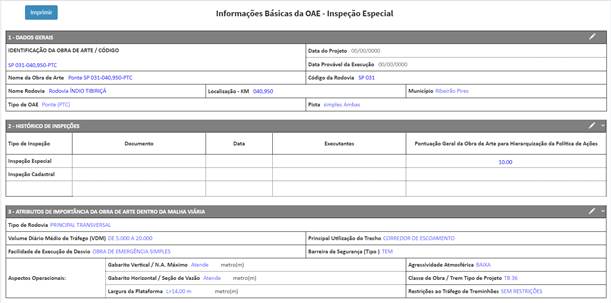 Imprimir
Informações Básicas da OAE - Inspeção Especial
1 - DADOS GERAIS
IDENTIFICAÇÃO DA OBRA DE ARTE / CÓDIGO
Data do Projeto 00/00/0000
SP 031-040,950-PTC
Data Provável da Execução 00/00/0000
Nome da Obra de Arte Ponte SP 031-040,950-PTC
Código da Rodovia SP 031
Nome Rodovia Rodovia ÍNDIO TIBIRIÇÁ
Localização - KM 040,950
Município Ribeirão Pires
Tipo de OAE Ponte (PTC)
Pista simples Ambas
2 - HISTÓRICO DE INSPEÇÕES
Tipo de Inspeção Documento Data Executantes Pontuação Geral da Obra de Arte para Hierarquização da Política de Ações
Inspeção Especial 10.00
Inspeção Cadastral
3 - ATRIBUTOS DE IMPORTÂNCIA DA OBRA DE ARTE DENTRO DA MALHA VIÁRIA
Tipo de Rodovia PRINCIPAL TRANSVERSAL
Volume Diário Médio de Tráfego (VDM) DE 5.000 A 20.000
Principal Utilização do Trecho CORREDOR DE ESCOAMENTO
Facilidade de Execução de Desvio OBRA DE EMERGÊNCIA SIMPLES
Barreira de Segurança (Tipo ) TEM
Aspectos Operacionais:
Gabarito Vertical / N.A. Máximo Atende metro(m)
Agressividade Atmosférica BAIXA
Gabarito Horizontal / Seção de Vazão Atende metro(m)
Classe de Obra / Trem Tipo de Projeto TB 36
Largura da Plataforma L=14,00 m metro(m)
Restrições ao Tráfego de Treminhões SEM RESTRIÇÕES